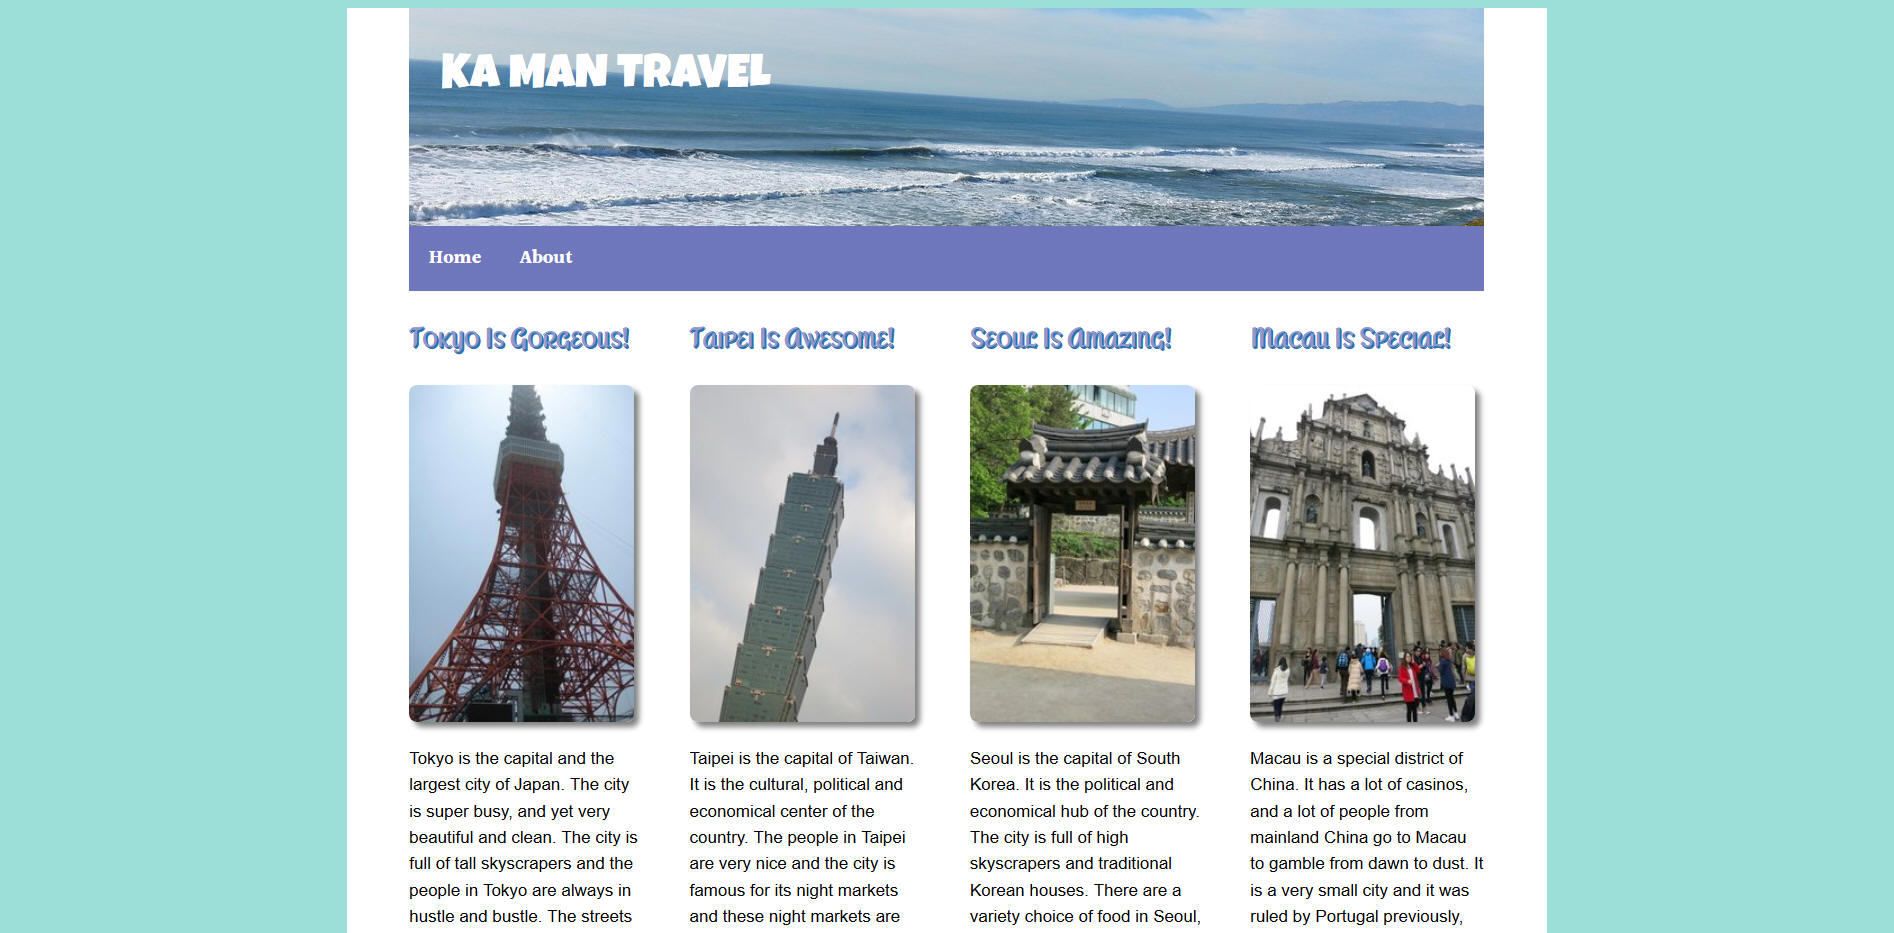 KA MAN TRAVEL
Home About
Tokyo Is Gorgeous!
Taipei Is Awesome!
Seoul Is Amazing!
Macau Is Special!
Tokyo is the capital and the
largest city of Japan. The city
is super busy, and yet very
beautiful and clean. The city is
full of tall skyscrapers and the
people in Tokyo are always in
hustle and bustle. The streets
Taipei is the capital of Taiwan.
It is the cultural, political and
economical center of the
country. The people in Taipei
are very nice and the city is
famous for its night markets
and these night markets are
Seoul is the capital of South
Korea. It is the political and
economical hub of the country.
The city is full of high
skyscrapers and traditional
Korean houses. There are a
variety choice of food in Seoul,
Macau is a special district of
China. It has a lot of casinos,
and a lot of people from
mainland China go to Macau
to gamble from dawn to dust. It
is a very small city and it was
ruled by Portugal previously,